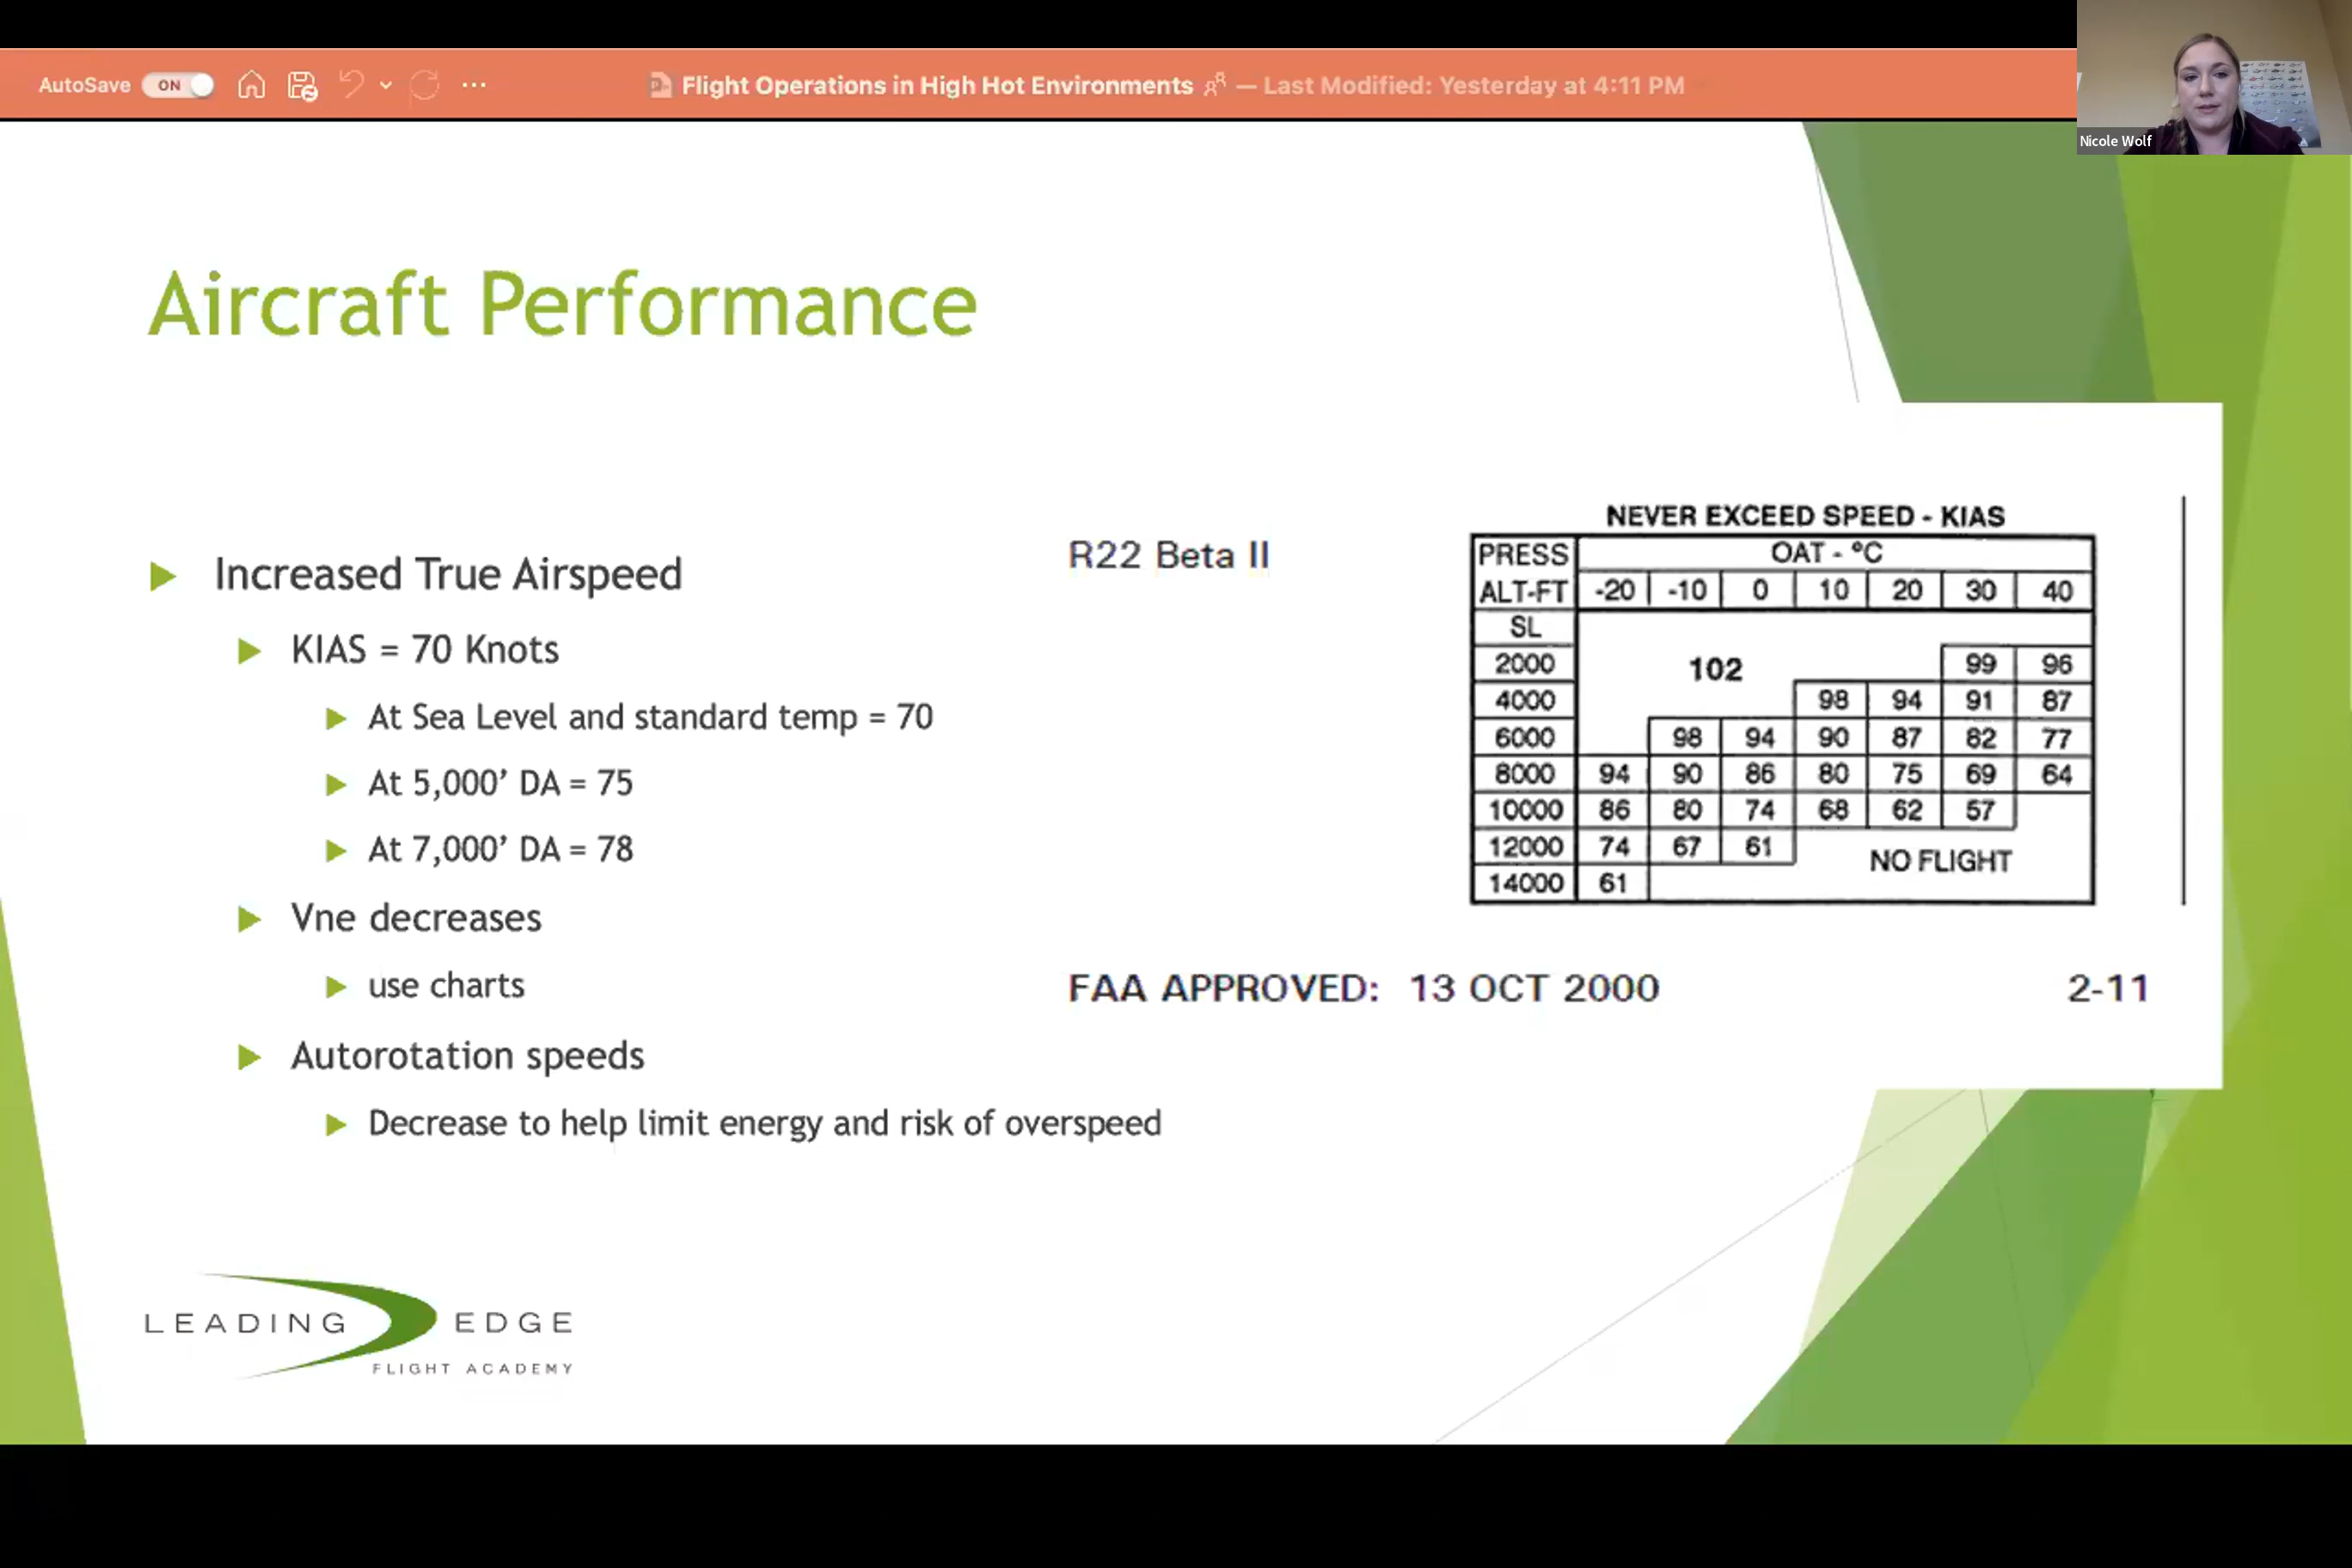 AutoSave ON ... Flight Operations in High Hot Environments — Last Modified: Yesterday at 4:11 PM
Nicole Wolf
Aircraft Performance
Increased True Airspeed
KIAS = 70 Knots
At Sea Level and standard temp = 70
At 5,000’ DA = 75
At 7,000’ DA = 78
Vne decreases
use charts
Autorotation speeds
Decrease to help limit energy and risk of overspeed
R22 Beta II
NEVER EXCEED SPEED - KIAS
PRESS OAT - °C
ALT-FT -20 -10 0 10 20 30 40
SL
2000 102 99 96
4000 98 94 91 87
6000 98 94 90 87 82 77
8000 94 90 86 80 75 69 64
10000 86 80 74 68 62 57
12000 74 67 61 NO FLIGHT
14000 61
FAA APPROVED: 13 OCT 2000 2-11
LEADING EDGE
FLIGHT ACADEMY